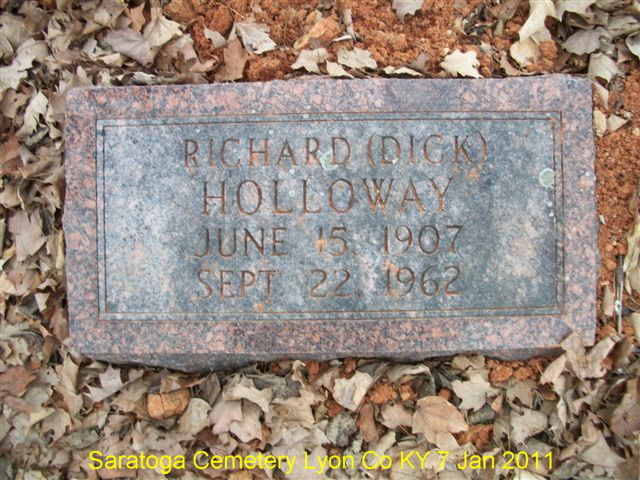 RICHARD (DICK)
HOLLOWAY
JUNE 15, 1907
SEPT. 22, 1962
Saratoga Cemetery Lyon Co KY 7 Jan 2011